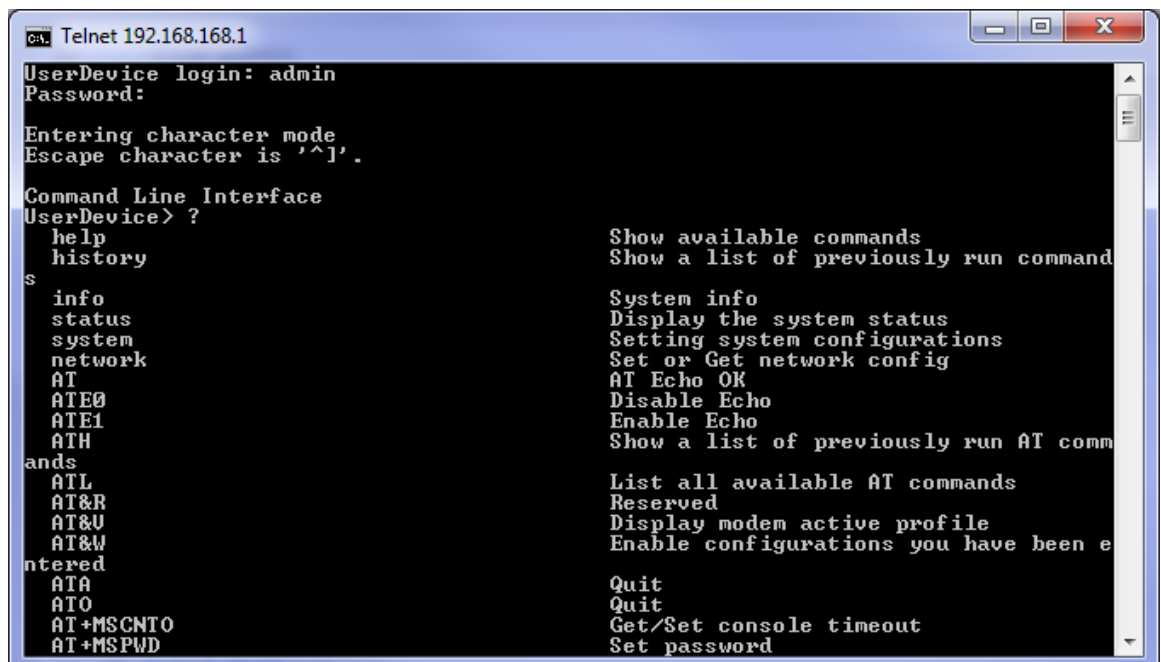 Telnet 192.168.168.1
UserDevice login: admin
Password:
Entering character mode
Escape character is '^]'.
Command Line Interface
UserDevice> ?
help Show available commands
history Show a list of previously run command
s
info System info
status Display the system status
system Setting system configurations
network Set or Get network config
AT AT Echo OK
ATE0 Disable Echo
ATE1 Enable Echo
ATH Show a list of previously run AT comm
ands
ATL List all available AT commands
AT&R Reserved
AT&V Display modem active profile
AT&W Enable configurations you have been e
ntered
ATA Quit
ATO Quit
AT+MSCNTO Get/Set console timeout
AT+MSPWD Set password